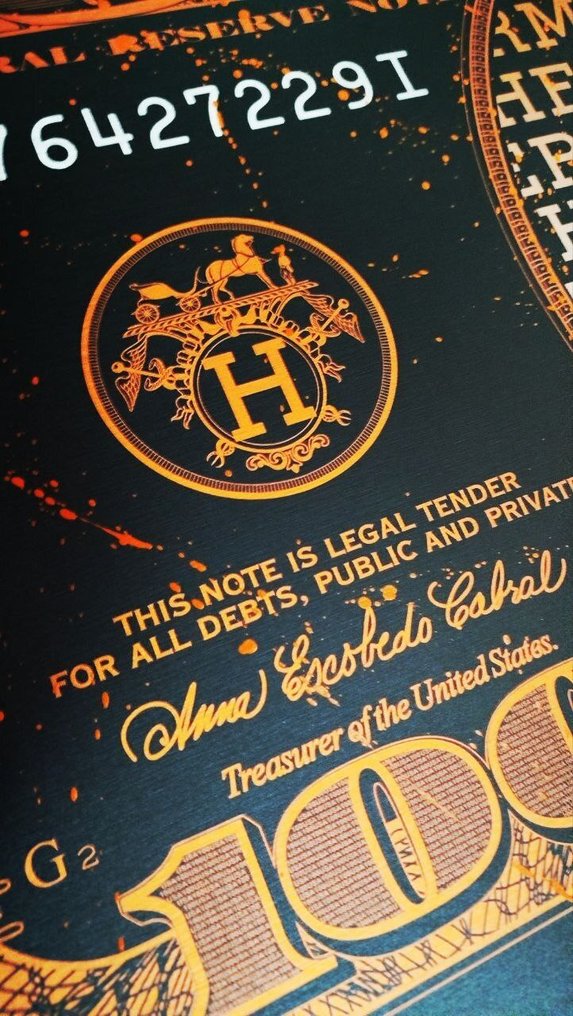 RAL RESERVE NOT
764272291
H
THIS NOTE IS LEGAL TENDER
FOR ALL DEBTS, PUBLIC AND PRIVATE
Anna Escobedo Cabral
Treasurer of the United States.
G2
100